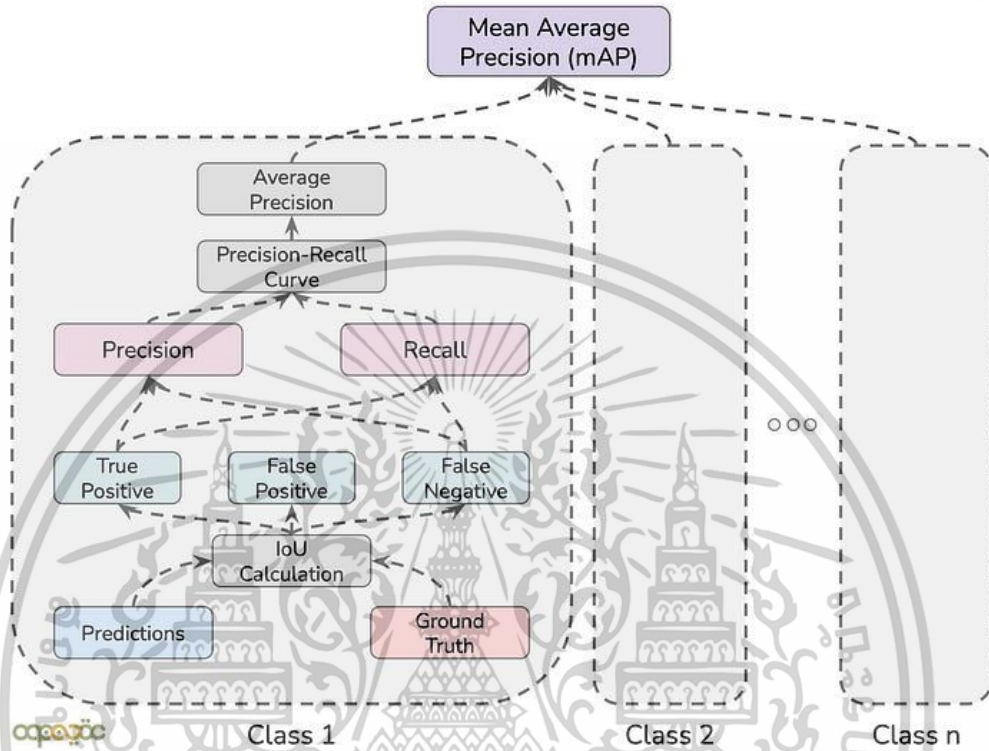 Mean Average
Precision (mAP)
Average
Precision
Precision-Recall
Curve
Precision
Recall
True
Positive
False
Positive
False
Negative
IoU
Calculation
Predictions
Ground
Truth
Class 1
Class 2
Class n